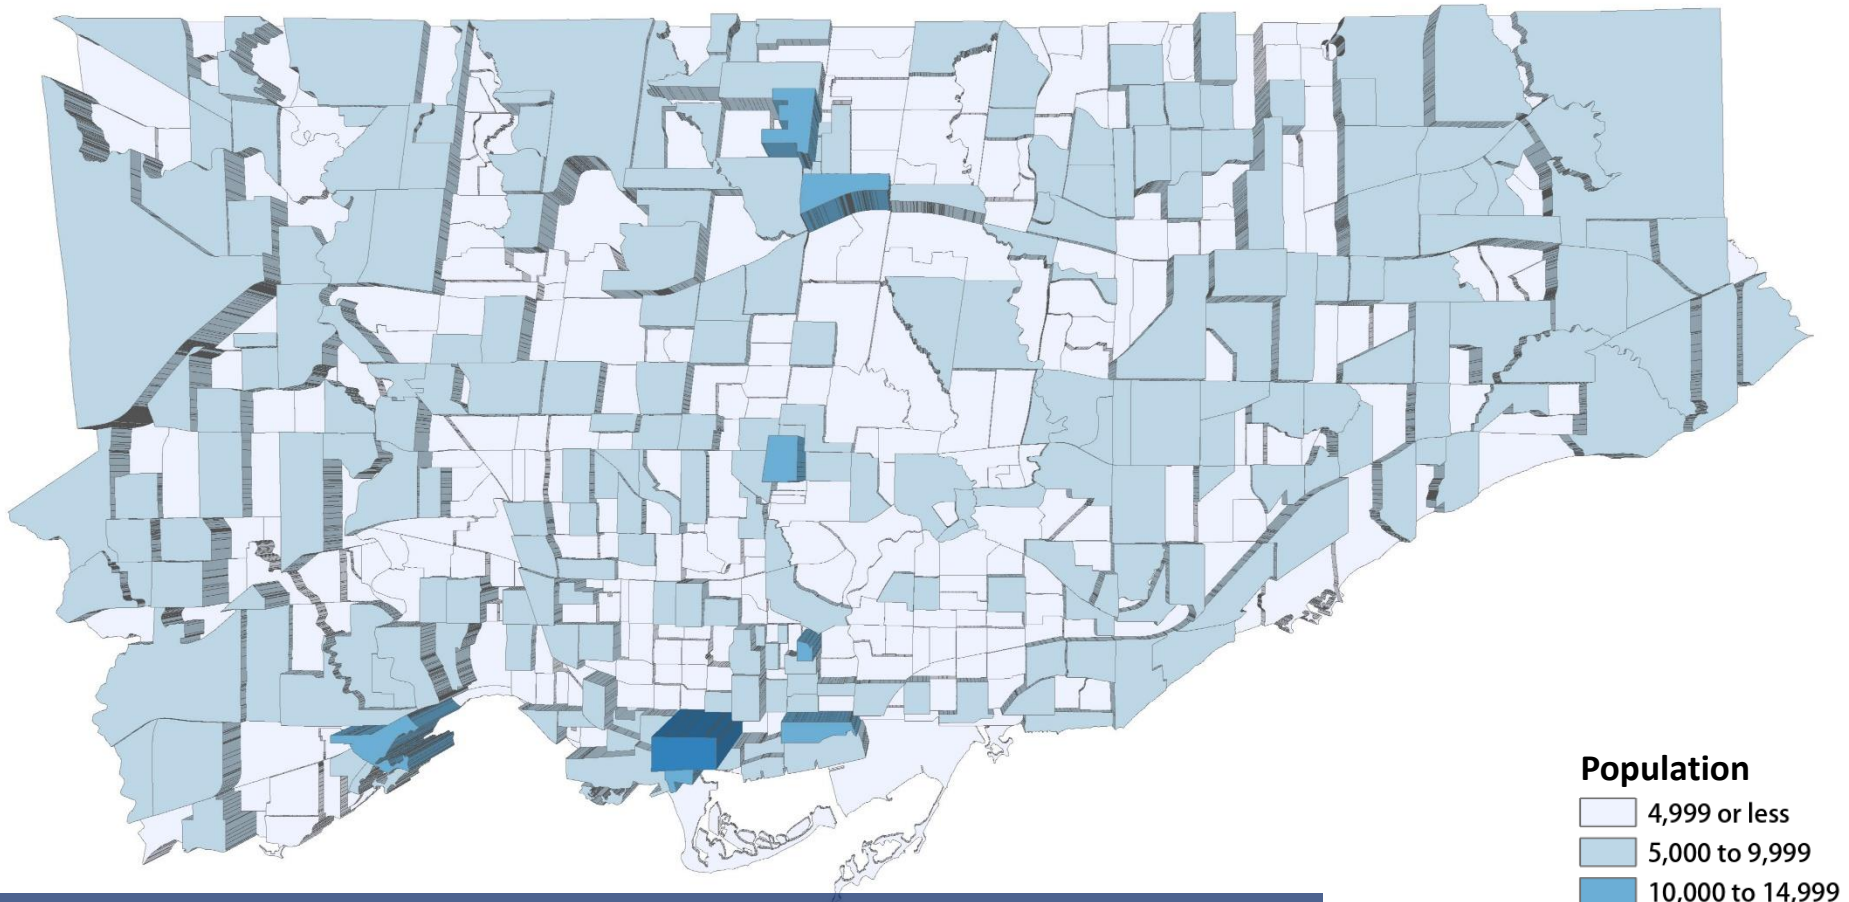 Population
4,999 or less
5,000 to 9,999
10,000 to 14,999